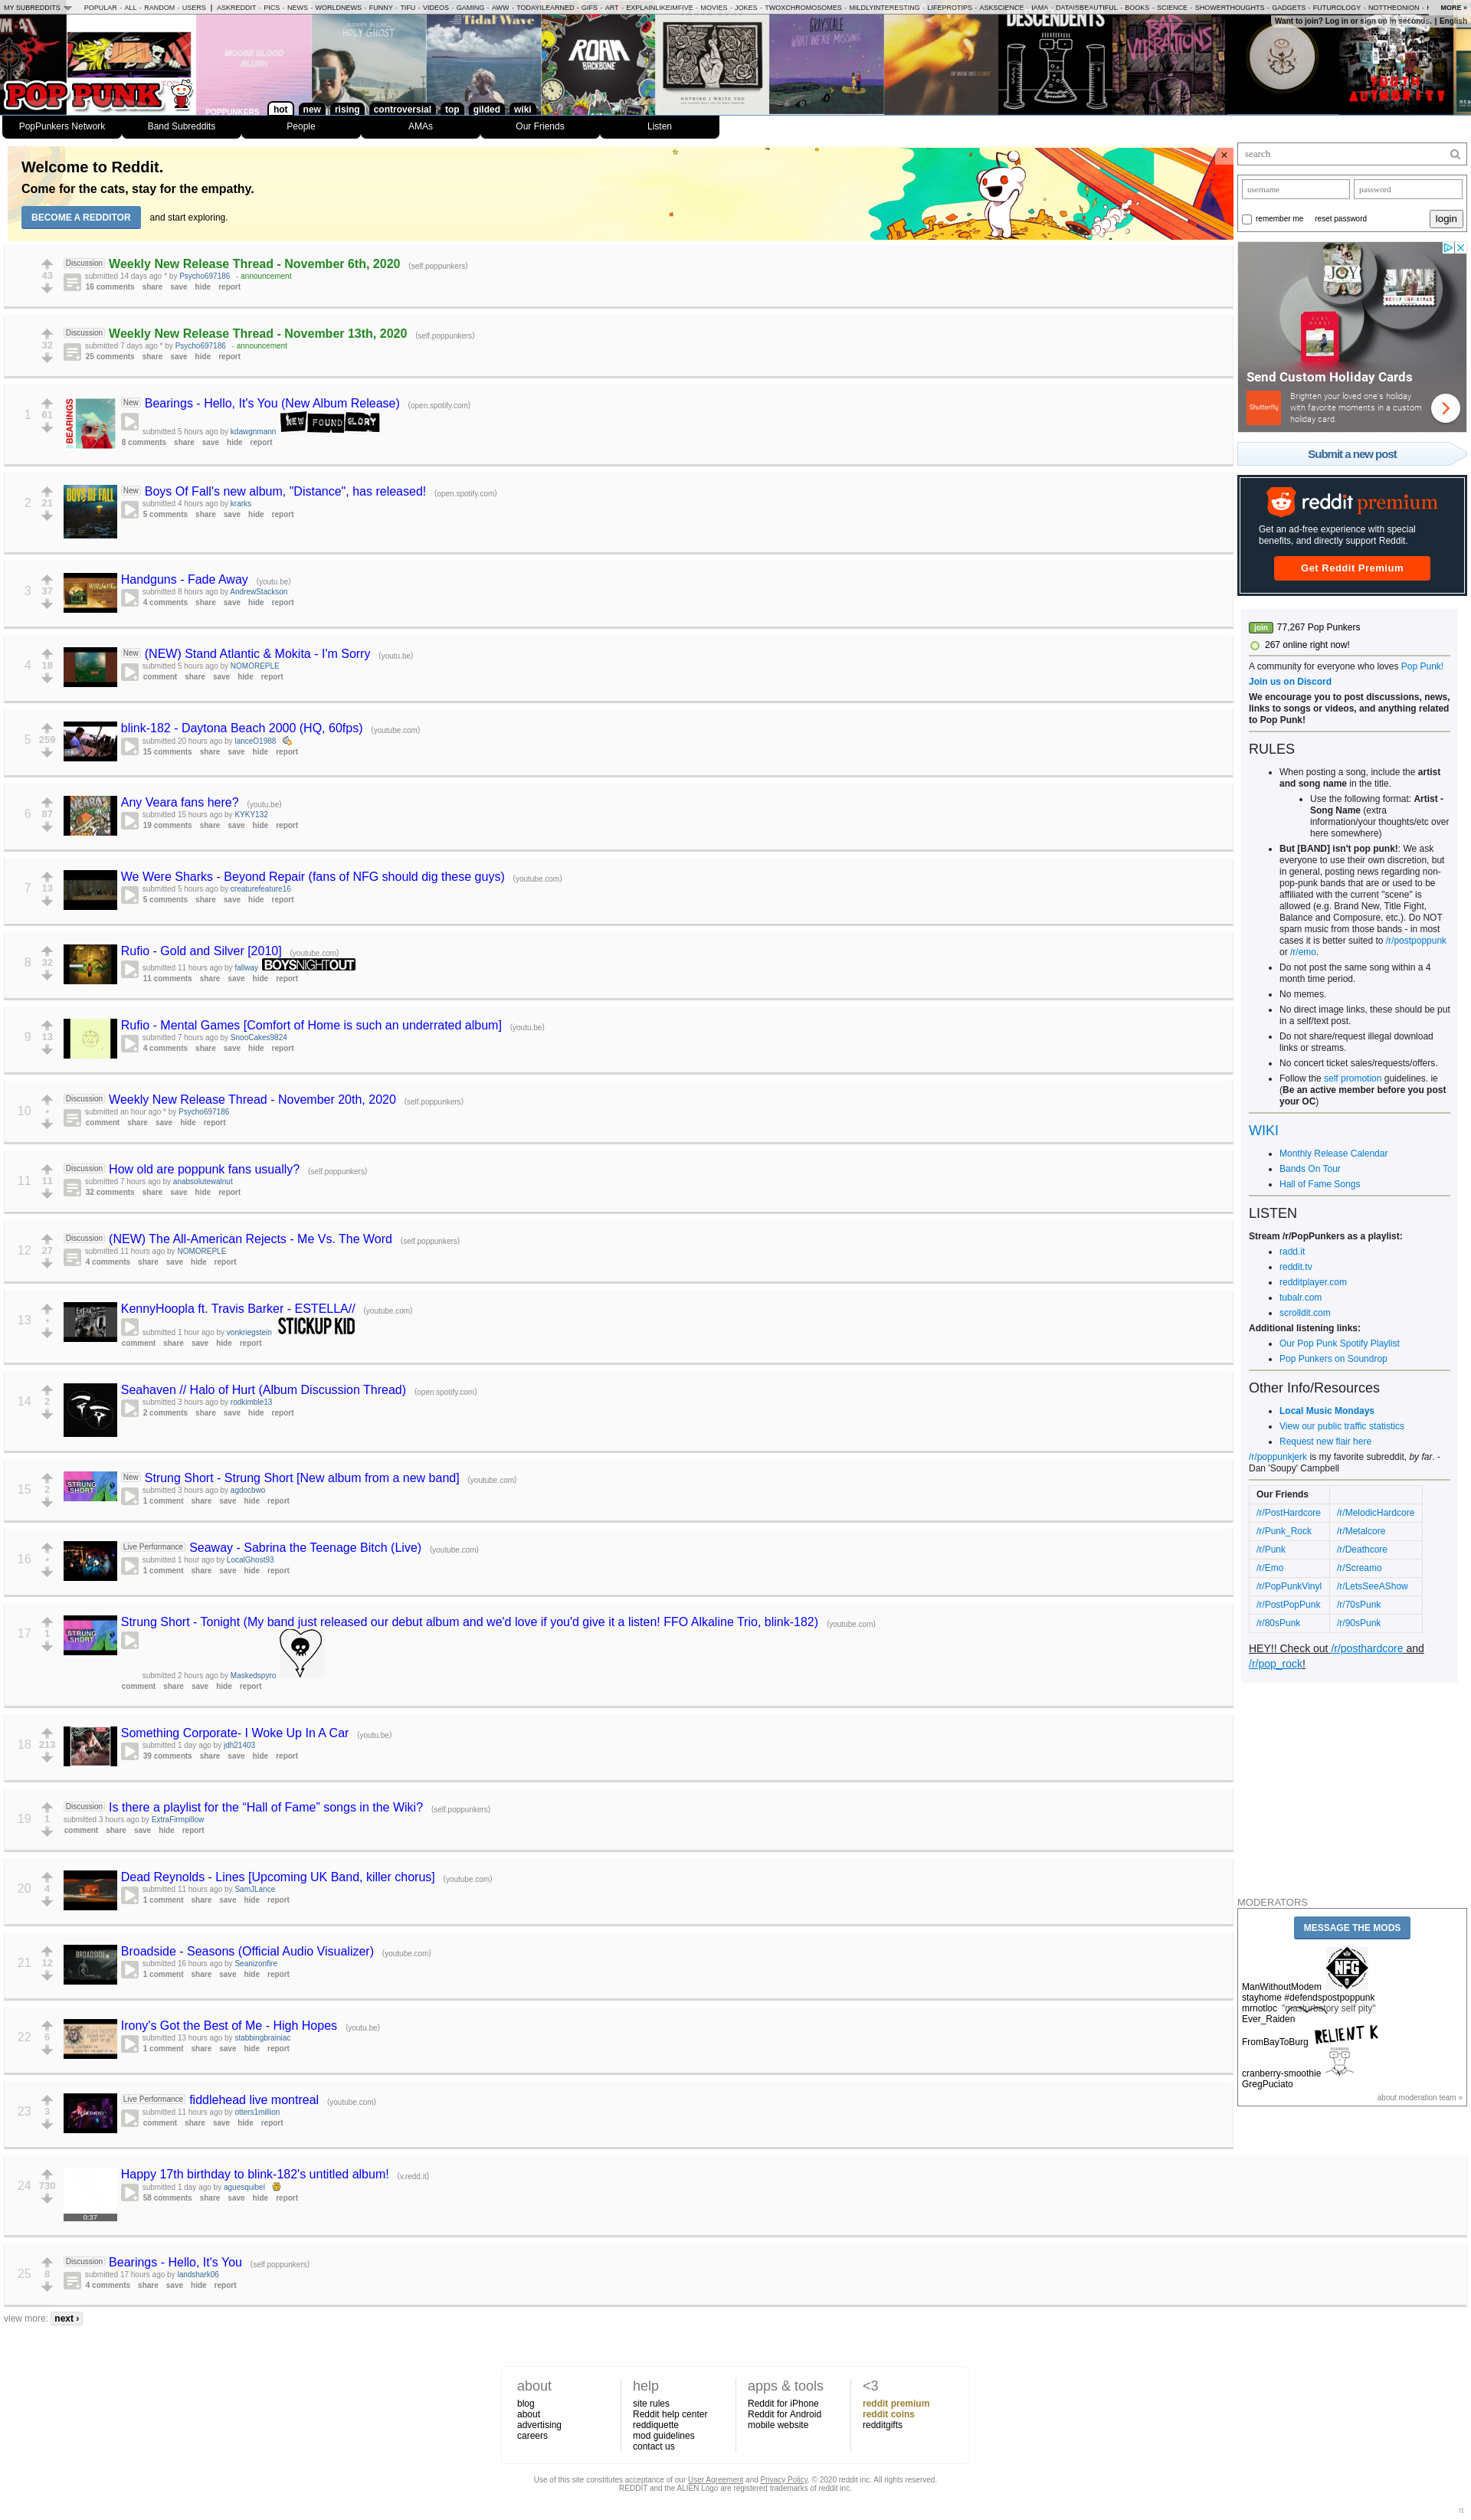 MY SUBREDDITS POPULAR - ALL - RANDOM - USERS | ASKREDDIT - PICS - NEWS - WORLDNEWS - FUNNY - TIFU - VIDEOS - GAMING - AWW - TODAYILEARNED - GIFS - ART - EXPLAINLIKEIMFIVE - MOVIES - JOKES - TWOXCHROMOSOMES - MILDLYINTERESTING - LIFEPROTIPS - ASKSCIENCE - IAMA - DATAISBEAUTIFUL - BOOKS - SCIENCE - SHOWERTHOUGHTS - GADGETS - FUTUROLOGY - NOTTHEONION MORE »
Want to join? Log in or sign up in seconds. | English
POP PUNK
MOOSE BLOOD
BLUSH
HOLY GHOST
Tidal Wave
ROAM
BACKBONE
GRAYSCALE
WHAT WE'RE MISSING
DESCENDENTS
BAD VIBRATIONS
YOUTH AUTHORITY
POPPUNKERS hot new rising controversial top gilded wiki
PopPunkers Network Band Subreddits People AMAs Our Friends Listen
Welcome to Reddit.
Come for the cats, stay for the empathy.
BECOME A REDDITOR and start exploring.
43
Discussion Weekly New Release Thread - November 6th, 2020 (self.poppunkers)
submitted 14 days ago * by Psycho697186 - announcement
16 comments share save hide report
32
Discussion Weekly New Release Thread - November 13th, 2020 (self.poppunkers)
submitted 7 days ago * by Psycho697186 - announcement
25 comments share save hide report
1 61
BEARINGS
New Bearings - Hello, It's You (New Album Release) (open.spotify.com)
submitted 5 hours ago by kdawgnmann NEW FOUND GLORY
8 comments share save hide report
2 21
BOYS OF FALL
New Boys Of Fall's new album, "Distance", has released! (open.spotify.com)
submitted 4 hours ago by krarks
5 comments share save hide report
3 37
Handguns - Fade Away (youtu.be)
submitted 8 hours ago by AndrewStackson
4 comments share save hide report
4 18
New (NEW) Stand Atlantic & Mokita - I'm Sorry (youtu.be)
submitted 5 hours ago by NOMOREPLE
comment share save hide report
5 259
blink-182 - Daytona Beach 2000 (HQ, 60fps) (youtube.com)
submitted 20 hours ago by lanceO1988
15 comments share save hide report
6 87
Any Veara fans here? (youtu.be)
submitted 15 hours ago by KYKY132
19 comments share save hide report
7 13
We Were Sharks - Beyond Repair (fans of NFG should dig these guys) (youtube.com)
submitted 5 hours ago by creaturefeature16
5 comments share save hide report
8 32
Rufio - Gold and Silver [2010] (youtube.com)
submitted 11 hours ago by fallway BOYSNIGHTOUT
11 comments share save hide report
9 13
Rufio - Mental Games [Comfort of Home is such an underrated album] (youtu.be)
submitted 7 hours ago by SnooCakes9824
4 comments share save hide report
10 •
Discussion Weekly New Release Thread - November 20th, 2020 (self.poppunkers)
submitted an hour ago * by Psycho697186
comment share save hide report
11 11
Discussion How old are poppunk fans usually? (self.poppunkers)
submitted 7 hours ago by anabsolutewalnut
32 comments share save hide report
12 27
Discussion (NEW) The All-American Rejects - Me Vs. The Word (self.poppunkers)
submitted 11 hours ago by NOMOREPLE
4 comments share save hide report
13 •
KennyHoopla ft. Travis Barker - ESTELLA// (youtube.com)
submitted 1 hour ago by vonkriegstein STICKUP KID
comment share save hide report
14 2
Seahaven // Halo of Hurt (Album Discussion Thread) (open.spotify.com)
submitted 3 hours ago by rodkimble13
2 comments share save hide report
15 2
STRUNG SHORT
New Strung Short - Strung Short [New album from a new band] (youtube.com)
submitted 3 hours ago by agdocbwo
1 comment share save hide report
16 •
Live Performance Seaway - Sabrina the Teenage Bitch (Live) (youtube.com)
submitted 1 hour ago by LocalGhost93
1 comment share save hide report
17 1
STRUNG SHORT
Strung Short - Tonight (My band just released our debut album and we'd love if you'd give it a listen! FFO Alkaline Trio, blink-182) (youtube.com)
submitted 2 hours ago by Maskedspyro
comment share save hide report
18 213
Something Corporate- I Woke Up In A Car (youtu.be)
submitted 1 day ago by jdh21403
39 comments share save hide report
19 1
Discussion Is there a playlist for the “Hall of Fame” songs in the Wiki? (self.poppunkers)
submitted 3 hours ago by ExtraFirmpillow
comment share save hide report
20 4
Dead Reynolds - Lines [Upcoming UK Band, killer chorus] (youtube.com)
submitted 11 hours ago by SamJLance
1 comment share save hide report
21 12
BROADSIDE
Broadside - Seasons (Official Audio Visualizer) (youtube.com)
submitted 16 hours ago by Seanizonfire
1 comment share save hide report
22 6
Irony's Got the Best of Me - High Hopes (youtu.be)
submitted 13 hours ago by stabbingbrainiac
1 comment share save hide report
23 3
Live Performance fiddlehead live montreal (youtube.com)
submitted 11 hours ago by otters1million
comment share save hide report
24 730
0:37
Happy 17th birthday to blink-182's untitled album! (v.redd.it)
submitted 1 day ago by aguesquibel
58 comments share save hide report
25 8
Discussion Bearings - Hello, It's You (self.poppunkers)
submitted 17 hours ago by landshark06
4 comments share save hide report
view more: next ›
search
username password
remember me reset password login
JOY
Send Custom Holiday Cards
Shutterfly
Brighten your loved one's holiday
with favorite moments in a custom
holiday card.
Submit a new post
reddit premium
Get an ad-free experience with special
benefits, and directly support Reddit.
Get Reddit Premium
join 77,267 Pop Punkers
267 online right now!
A community for everyone who loves Pop Punk!
Join us on Discord
We encourage you to post discussions, news,
links to songs or videos, and anything related
to Pop Punk!
RULES
When posting a song, include the artist
and song name in the title.
Use the following format: Artist -
Song Name (extra
information/your thoughts/etc over
here somewhere)
But [BAND] isn't pop punk!: We ask
everyone to use their own discretion, but
in general, posting news regarding non-
pop-punk bands that are or used to be
affiliated with the current "scene" is
allowed (e.g. Brand New, Title Fight,
Balance and Composure, etc.). Do NOT
spam music from those bands - in most
cases it is better suited to /r/postpoppunk
or /r/emo.
Do not post the same song within a 4
month time period.
No memes.
No direct image links, these should be put
in a self/text post.
Do not share/request illegal download
links or streams.
No concert ticket sales/requests/offers.
Follow the self promotion guidelines. ie
(Be an active member before you post
your OC)
WIKI
Monthly Release Calendar
Bands On Tour
Hall of Fame Songs
LISTEN
Stream /r/PopPunkers as a playlist:
radd.it
reddit.tv
redditplayer.com
tubalr.com
scrolldit.com
Additional listening links:
Our Pop Punk Spotify Playlist
Pop Punkers on Soundrop
Other Info/Resources
Local Music Mondays
View our public traffic statistics
Request new flair here
/r/poppunkjerk is my favorite subreddit, by far. -
Dan 'Soupy' Campbell
Our Friends
/r/PostHardcore /r/MelodicHardcore
/r/Punk_Rock /r/Metalcore
/r/Punk /r/Deathcore
/r/Emo /r/Screamo
/r/PopPunkVinyl /r/LetsSeeAShow
/r/PostPopPunk /r/70sPunk
/r/80sPunk /r/90sPunk
HEY!! Check out /r/posthardcore and
/r/pop_rock!
MODERATORS
MESSAGE THE MODS
ManWithoutModem NFG
stayhome #defendspostpoppunk
mrnotloc "masturbatory self pity"
Ever_Raiden
FromBayToBurg RELIENT K
cranberry-smoothie
GregPuciato
about moderation team »
about
blog
about
advertising
careers
help
site rules
Reddit help center
reddiquette
mod guidelines
contact us
apps & tools
Reddit for iPhone
Reddit for Android
mobile website
<3
reddit premium
reddit coins
redditgifts
Use of this site constitutes acceptance of our User Agreement and Privacy Policy. © 2020 reddit inc. All rights reserved.
REDDIT and the ALIEN Logo are registered trademarks of reddit inc.
π